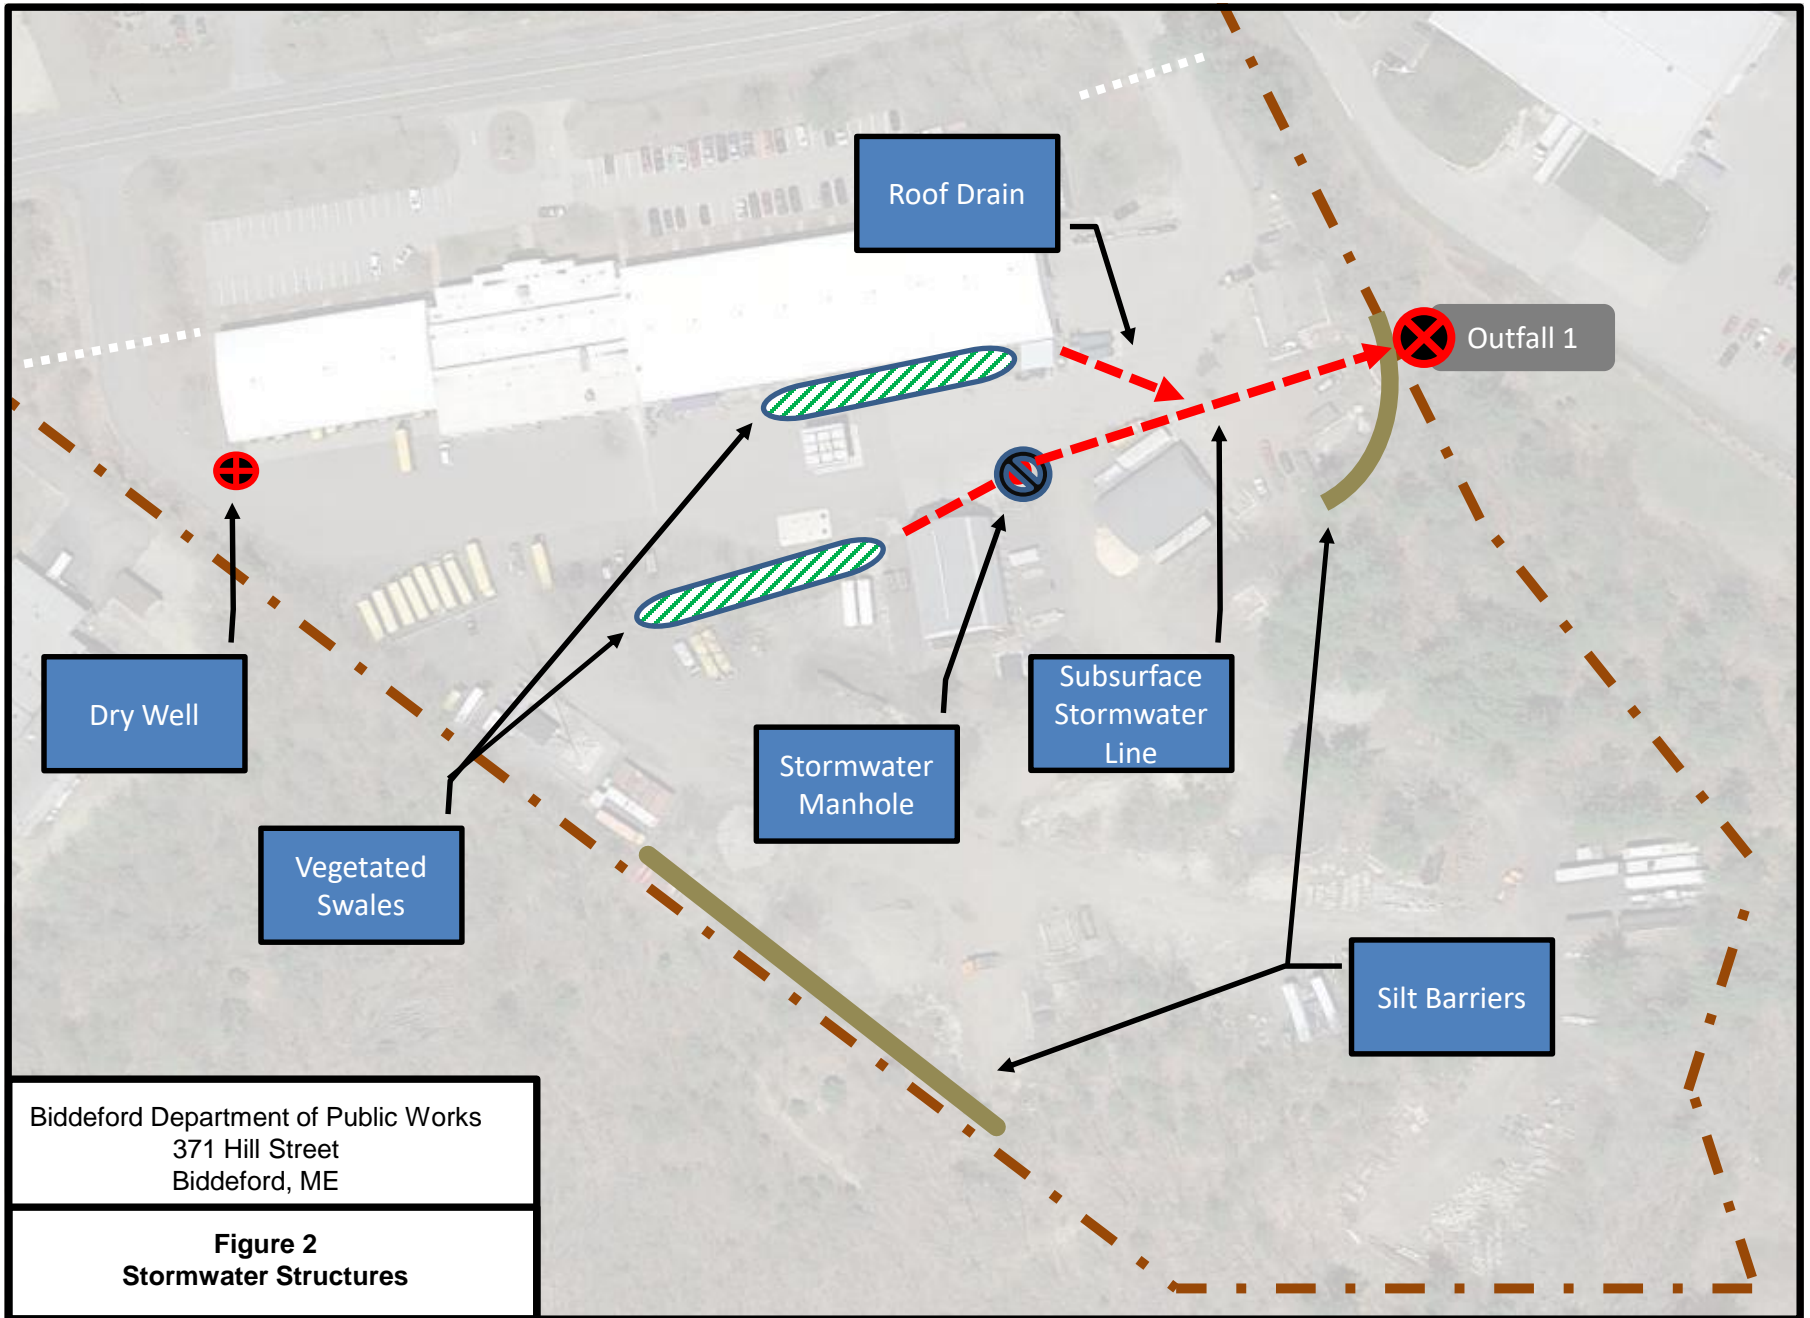 Roof Drain
Outfall 1
Dry Well
Subsurface
Stormwater
Line
Stormwater
Manhole
Vegetated
Swales
Silt Barriers
Biddeford Department of Public Works
371 Hill Street
Biddeford, ME
Figure 2
Stormwater Structures